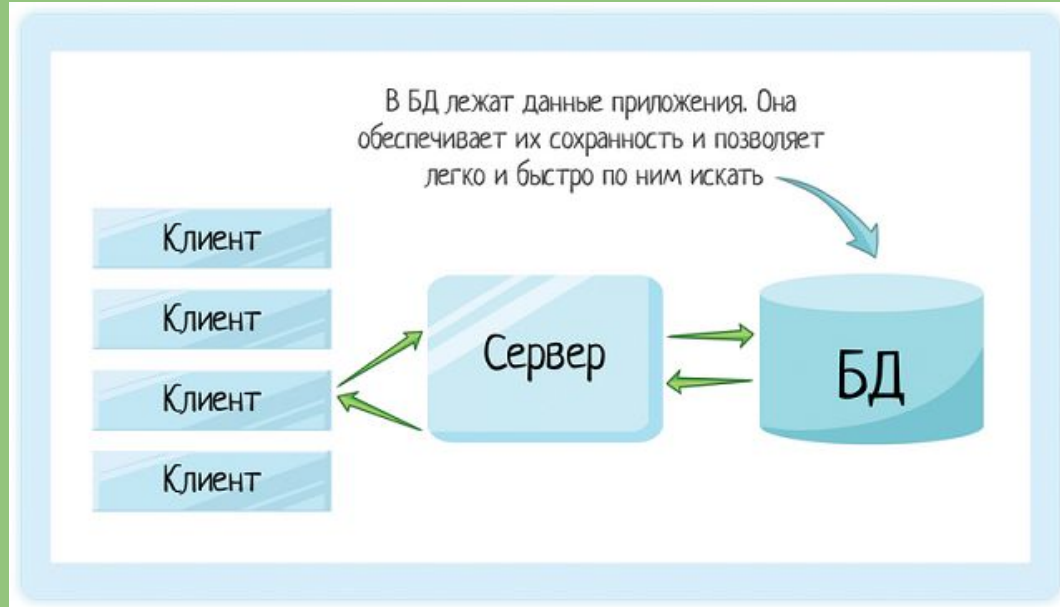 В БД лежат данные приложения. Она
обеспечивает их сохранность и позволяет
легко и быстро по ним искать
Клиент
Клиент
Клиент
Клиент
Сервер
БД